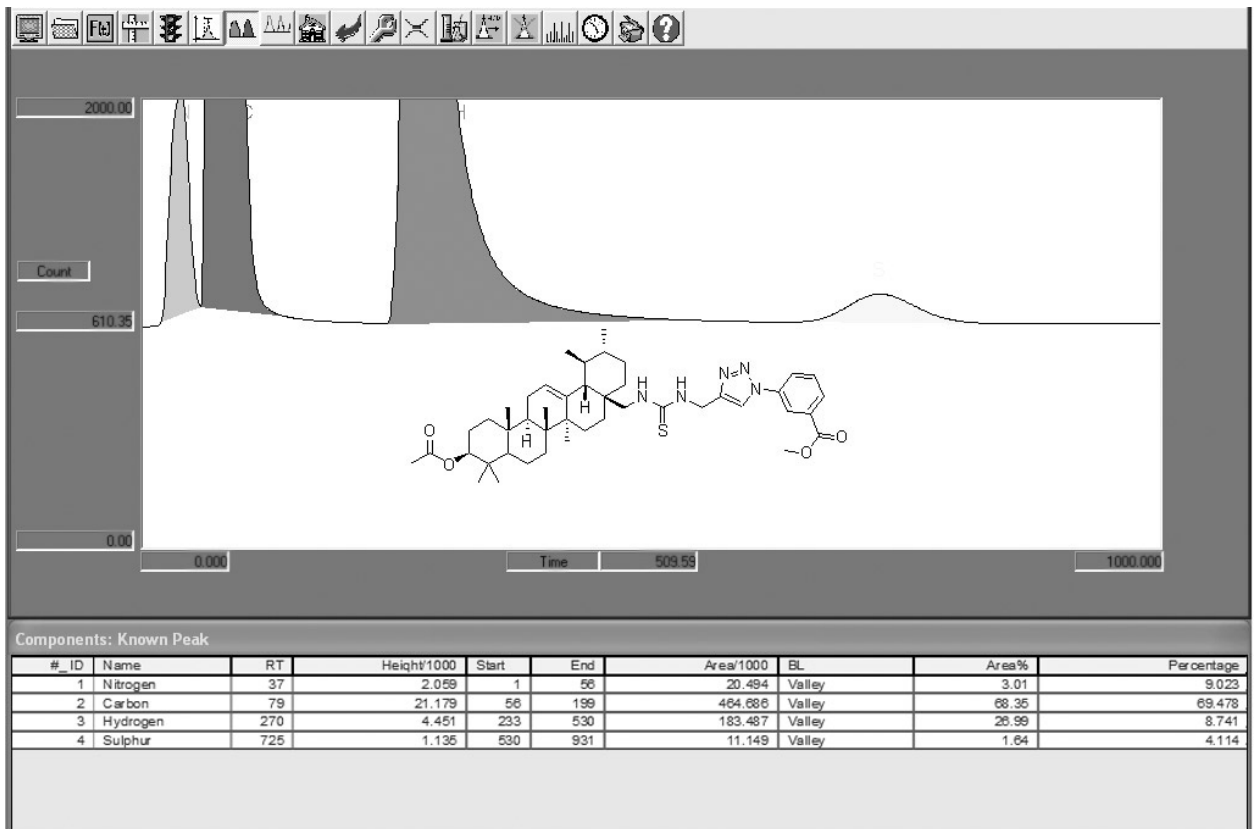 F(t)
2000.00
H
S
Count
610.35
0.00
0.000 Time 509.59 1000.000
N=N
N
H H
N N
S
H
H
O
O
O
O
Components: Known Peak
#_ID Name RT Height/1000 Start End Area/1000 BL Area% Percentage
1 Nitrogen 37 2.059 1 56 20.494 Valley 3.01 9.023
2 Carbon 79 21.179 56 199 464.686 Valley 68.35 69.478
3 Hydrogen 270 4.451 233 530 183.487 Valley 26.99 8.741
4 Sulphur 725 1.135 530 931 11.149 Valley 1.64 4.114